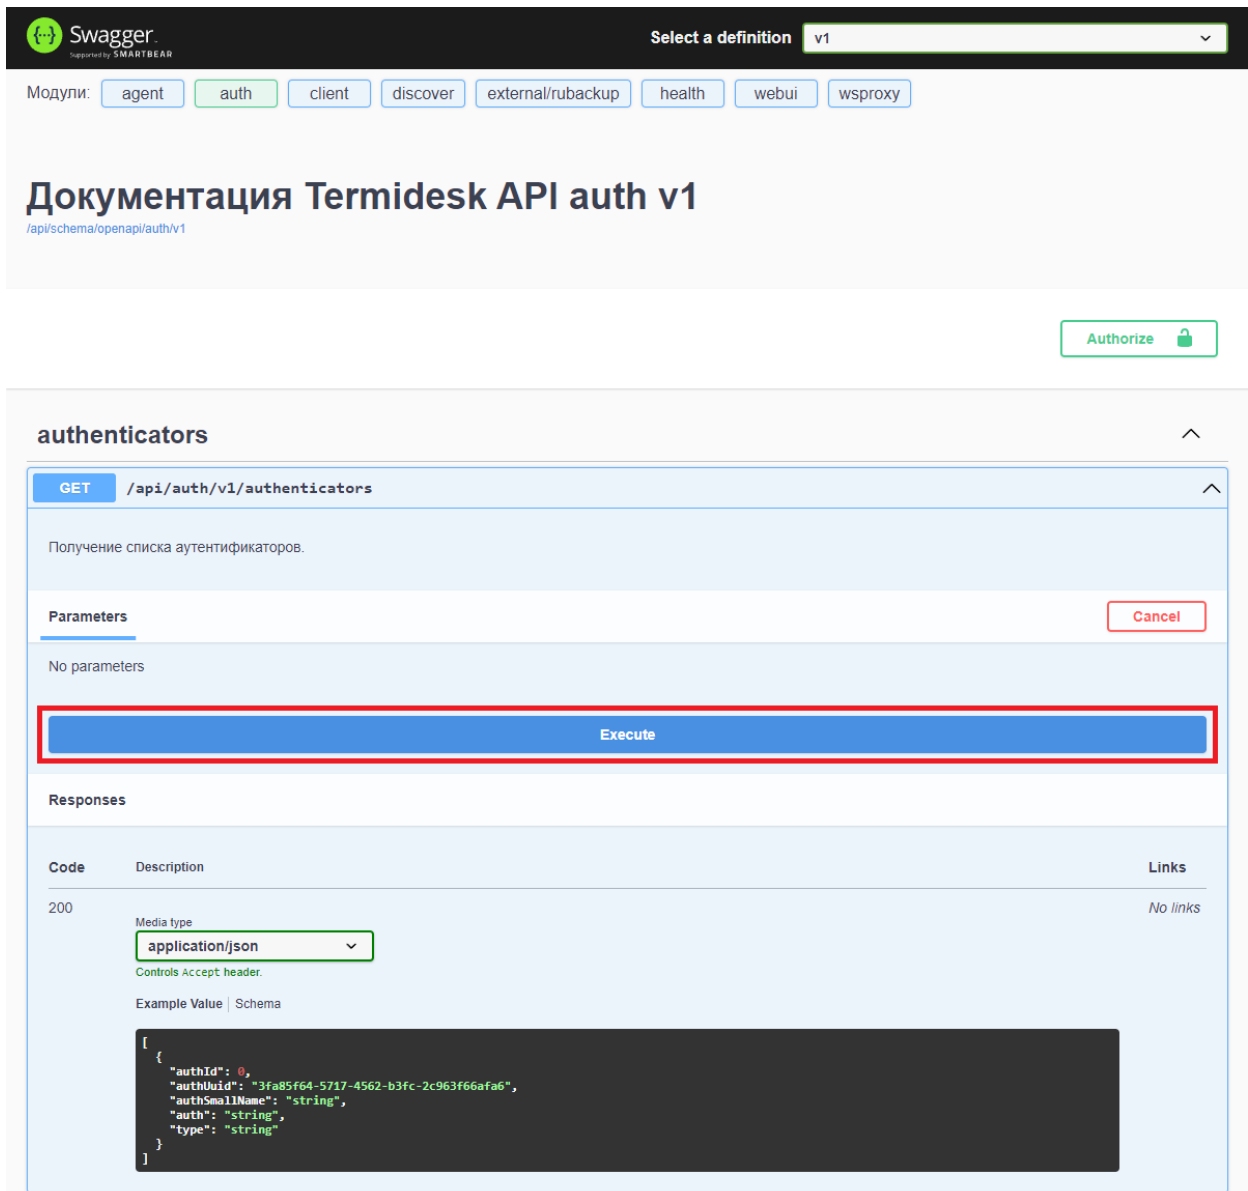 Swagger.
Supported by SMARTBEAR
Select a definition
v1
Модули:
agent
auth
client
discover
external/rubackup
health
webui
wsproxy
Документация Termidesk API auth v1
/api/schema/openapi/auth/v1
Authorize
authenticators
GET /api/auth/v1/authenticators
Получение списка аутентификаторов.
Parameters
Cancel
No parameters
Execute
Responses
Code Description Links
200
No links
Media type
application/json
Controls Accept header.
Example Value | Schema
[
  {
    "authId": 0,
    "authUuid": "3fa85f64-5717-4562-b3fc-2c963f66afa6",
    "authSmallName": "string",
    "auth": "string",
    "type": "string"
  }
]